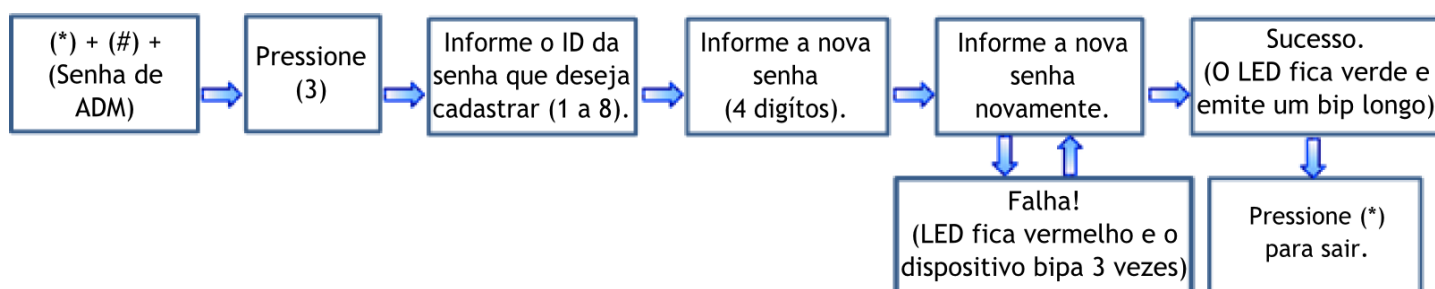 (*) + (#) +
(Senha de
ADM)
Pressione
(3)
Informe o ID da
senha que deseja
cadastrar (1 a 8).
Informe a nova
senha
(4 digítos).
Informe a nova
senha
novamente.
Sucesso.
(O LED fica verde e
emite um bip longo)
Falha!
(LED fica vermelho e o
dispositivo bipa 3 vezes)
Pressione (*)
para sair.